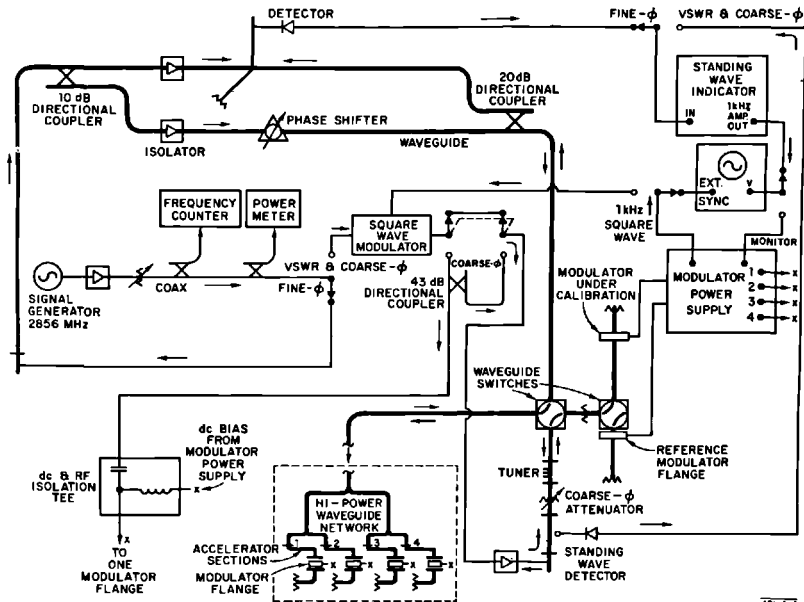 DETECTOR
FINE-ϕ
VSWR & COARSE-ϕ
10 dB
DIRECTIONAL
COUPLER
20dB
DIRECTIONAL
COUPLER
STANDING
WAVE
INDICATOR
IN
1kHz
AMP.
OUT
ISOLATOR
PHASE SHIFTER
WAVEGUIDE
FREQUENCY
COUNTER
POWER
METER
SQUARE
WAVE
MODULATOR
1kHz
SQUARE
WAVE
EXT.
SYNC
V
MONITOR
SIGNAL
GENERATOR
2856 MHz
COAX
VSWR & COARSE-ϕ
FINE-ϕ
COARSE-ϕ
43 dB
DIRECTIONAL
COUPLER
MODULATOR
UNDER
CALIBRATION
MODULATOR
POWER
SUPPLY
1 x
2 x
3 x
4 x
WAVEGUIDE
SWITCHES
dc BIAS
FROM
MODULATOR
POWER
SUPPLY
x
dc & RF
ISOLATION
TEE
x
TO
ONE
MODULATOR
FLANGE
HI-POWER
WAVEGUIDE
NETWORK
1 2 3 4
ACCELERATOR
SECTIONS
MODULATOR
FLANGE
x x x x
TUNER
COARSE-ϕ
ATTENUATOR
STANDING
WAVE
DETECTOR
REFERENCE
MODULATOR
FLANGE